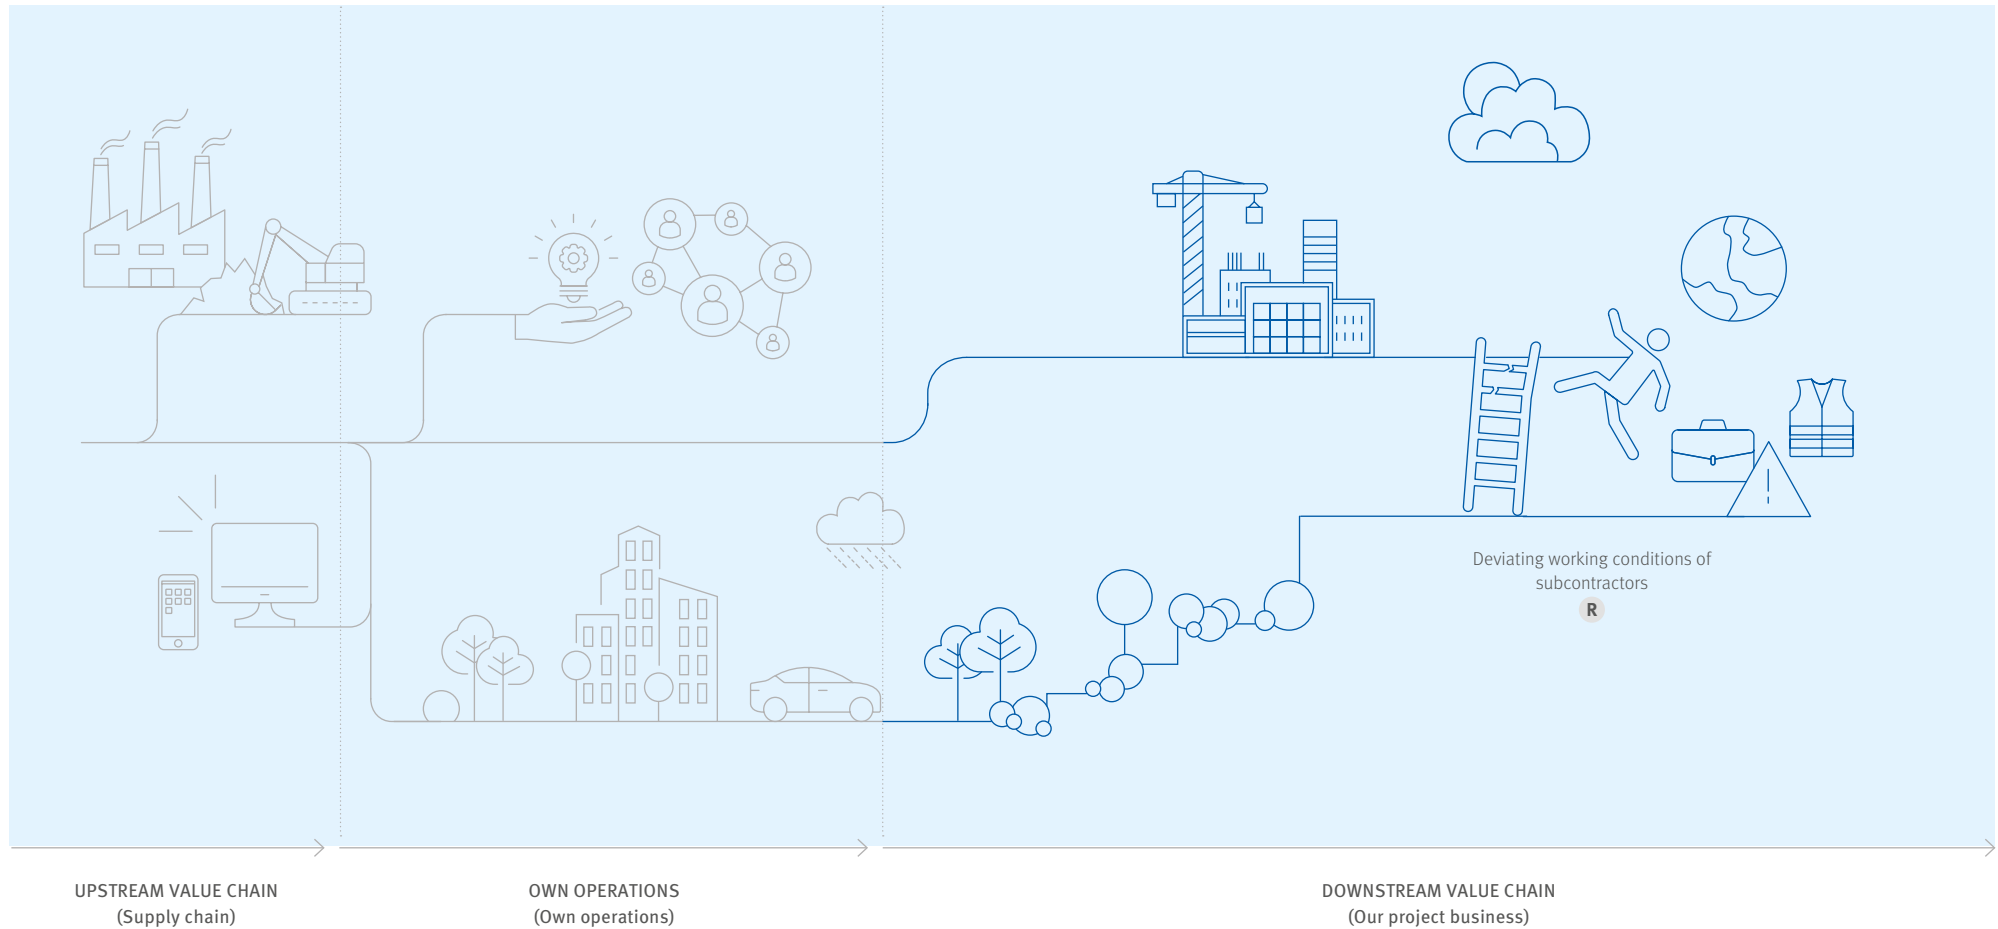 Deviating working conditions of
subcontractors
R
UPSTREAM VALUE CHAIN
(Supply chain)
OWN OPERATIONS
(Own operations)
DOWNSTREAM VALUE CHAIN
(Our project business)